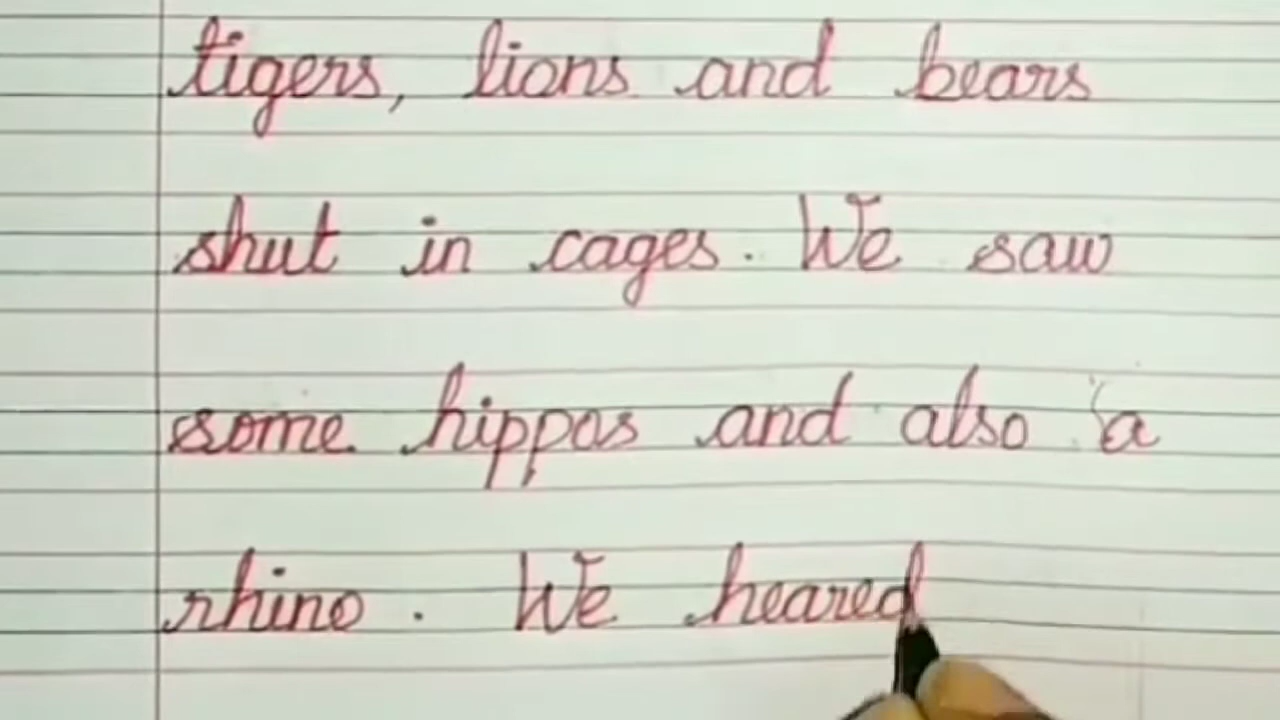 tigers, lions and bears
shut in cages. We saw
some hippos and also a
rhino. We heared